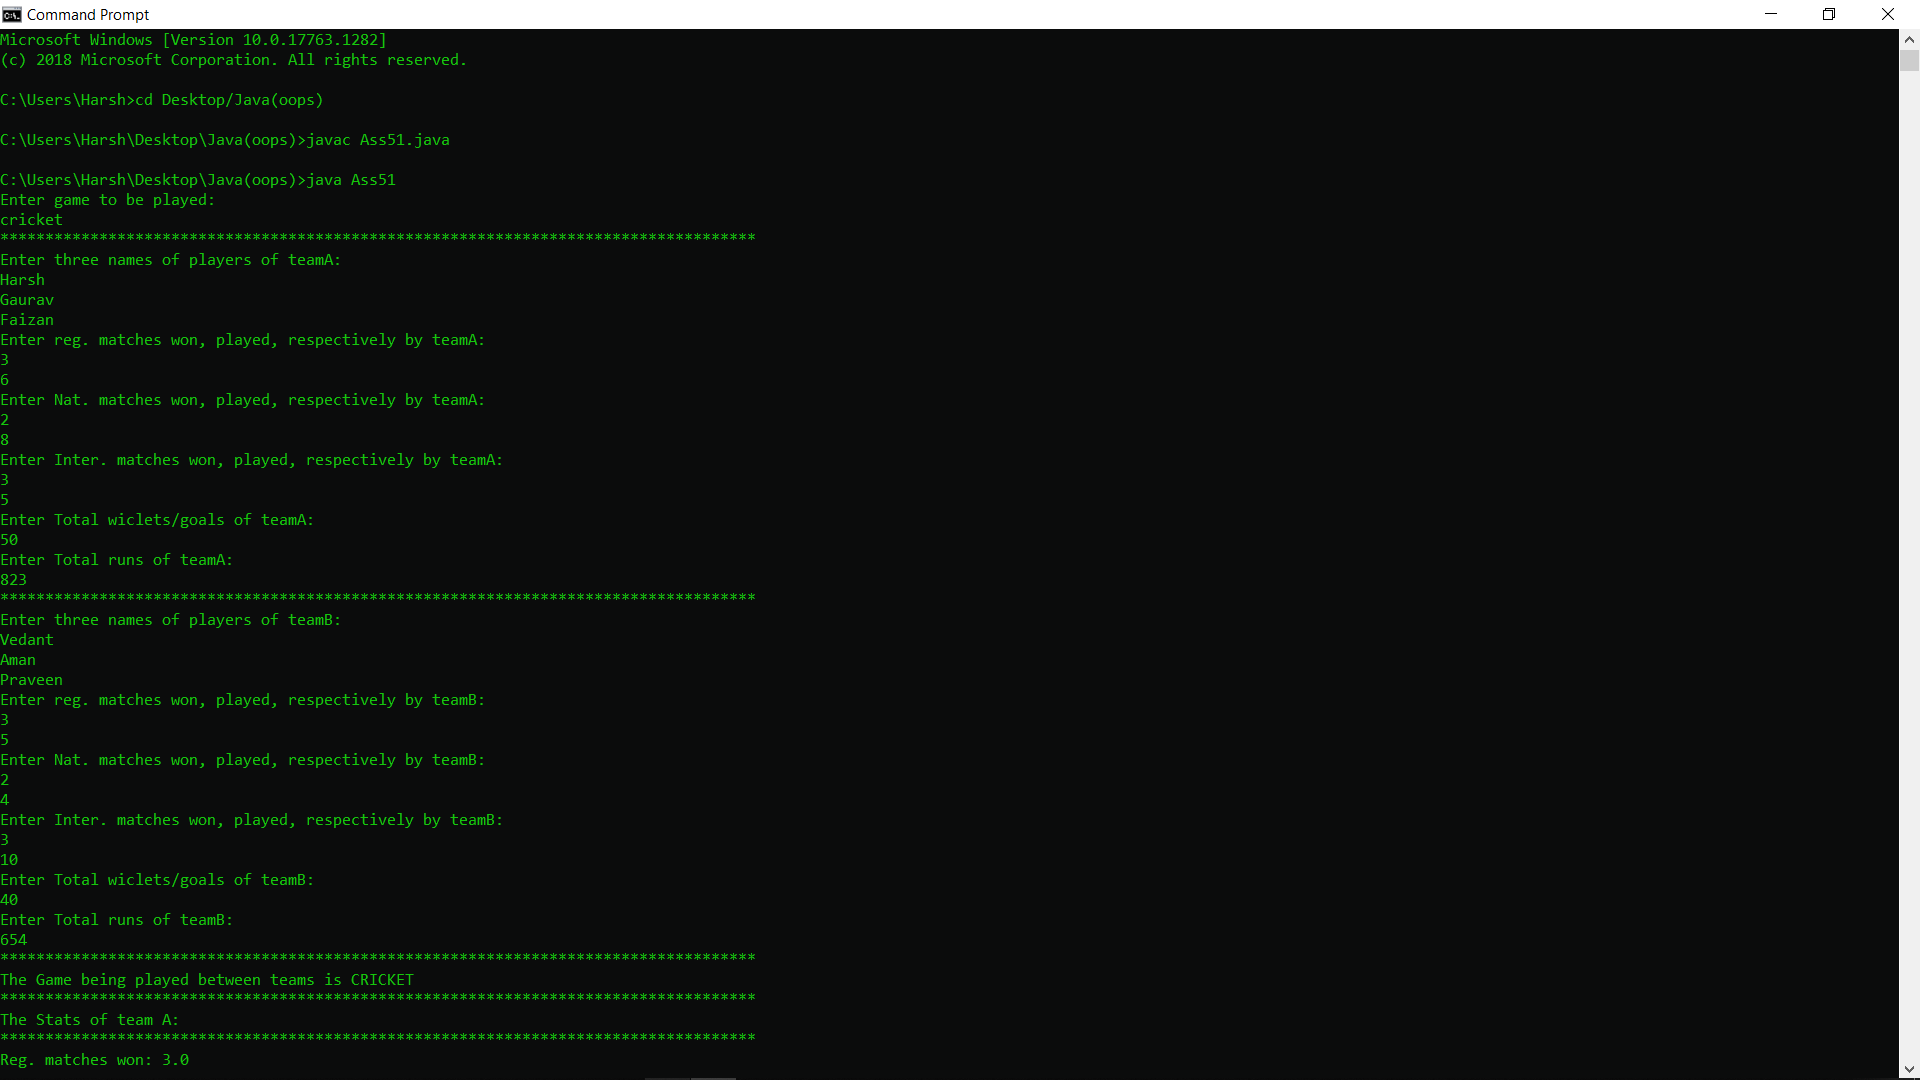 Command Prompt
Microsoft Windows [Version 10.0.17763.1282]
(c) 2018 Microsoft Corporation. All rights reserved.
C:\Users\Harsh>cd Desktop/Java(oops)
C:\Users\Harsh\Desktop\Java(oops)>javac Ass51.java
C:\Users\Harsh\Desktop\Java(oops)>java Ass51
Enter game to be played:
cricket
************************************************************************************
Enter three names of players of teamA:
Harsh
Gaurav
Faizan
Enter reg. matches won, played, respectively by teamA:
3
6
Enter Nat. matches won, played, respectively by teamA:
2
8
Enter Inter. matches won, played, respectively by teamA:
3
5
Enter Total wiclets/goals of teamA:
50
Enter Total runs of teamA:
823
************************************************************************************
Enter three names of players of teamB:
Vedant
Aman
Praveen
Enter reg. matches won, played, respectively by teamB:
3
5
Enter Nat. matches won, played, respectively by teamB:
2
4
Enter Inter. matches won, played, respectively by teamB:
3
10
Enter Total wiclets/goals of teamB:
40
Enter Total runs of teamB:
654
************************************************************************************
The Game being played between teams is CRICKET
************************************************************************************
The Stats of team A:
************************************************************************************
Reg. matches won: 3.0